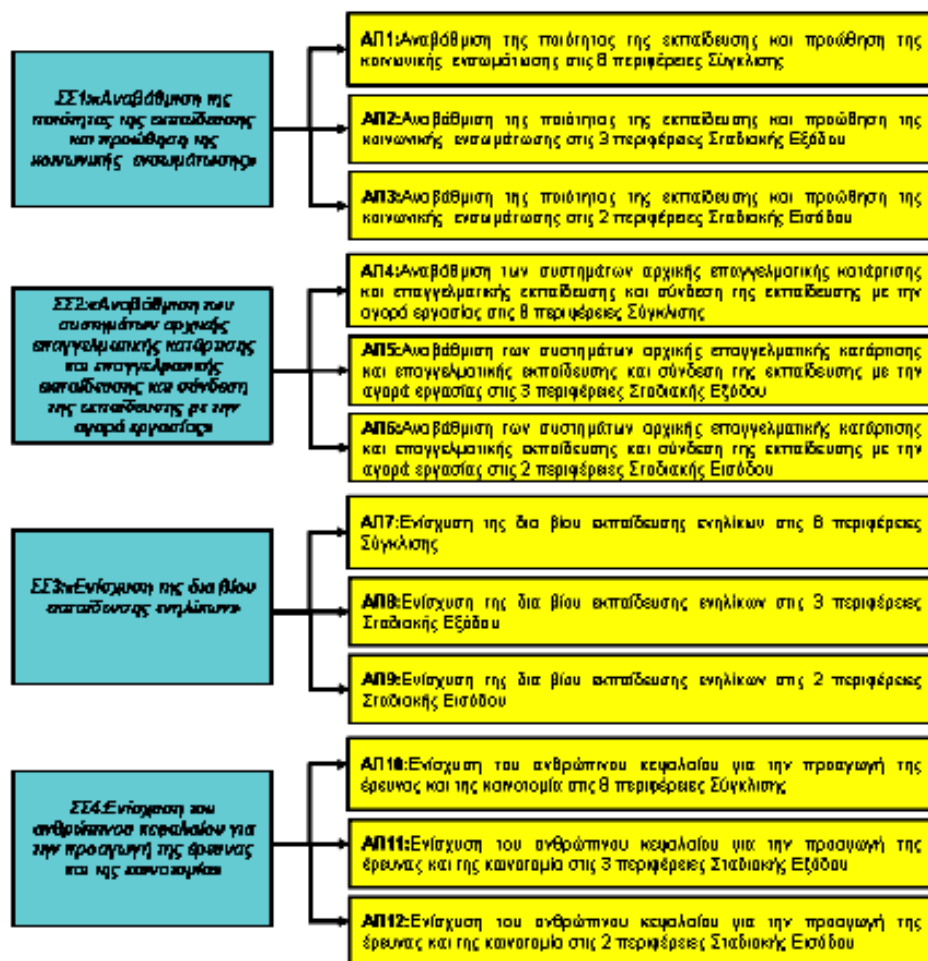 ΣΣ1:«Αναβάθμιση της
ποιότητας της εκπαίδευσης
και προώθηση της
κοινωνικής ενσωμάτωσης»
ΑΠ1:Αναβάθμιση της ποιότητας της εκπαίδευσης και προώθηση της
κοινωνικής ενσωμάτωσης στις 8 περιφέρειες Σύγκλισης
ΑΠ2:Αναβάθμιση της ποιότητας της εκπαίδευσης και προώθηση της
κοινωνικής ενσωμάτωσης στις 3 περιφέρειες Σταδιακής Εξόδου
ΑΠ3:Αναβάθμιση της ποιότητας της εκπαίδευσης και προώθηση της
κοινωνικής ενσωμάτωσης στις 2 περιφέρειες Σταδιακής Εισόδου
ΣΣ2:«Αναβάθμιση των
συστημάτων αρχικής
επαγγελματικής κατάρτισης
και επαγγελματικής
εκπαίδευσης και σύνδεση
της εκπαίδευσης με την
αγορά εργασίας»
ΑΠ4:Αναβάθμιση των συστημάτων αρχικής επαγγελματικής κατάρτισης
και επαγγελματικής εκπαίδευσης και σύνδεση της εκπαίδευσης με την
αγορά εργασίας στις 8 περιφέρειες Σύγκλισης
ΑΠ5:Αναβάθμιση των συστημάτων αρχικής επαγγελματικής κατάρτισης
και επαγγελματικής εκπαίδευσης και σύνδεση της εκπαίδευσης με την
αγορά εργασίας στις 3 περιφέρειες Σταδιακής Εξόδου
ΑΠ6:Αναβάθμιση των συστημάτων αρχικής επαγγελματικής κατάρτισης
και επαγγελματικής εκπαίδευσης και σύνδεση της εκπαίδευσης με την
αγορά εργασίας στις 2 περιφέρειες Σταδιακής Εισόδου
ΣΣ3:«Ενίσχυση της δια βίου
εκπαίδευσης ενηλίκων»
ΑΠ7:Ενίσχυση της δια βίου εκπαίδευσης ενηλίκων στις 8 περιφέρειες
Σύγκλισης
ΑΠ8:Ενίσχυση της δια βίου εκπαίδευσης ενηλίκων στις 3 περιφέρειες
Σταδιακής Εξόδου
ΑΠ9:Ενίσχυση της δια βίου εκπαίδευσης ενηλίκων στις 2 περιφέρειες
Σταδιακής Εισόδου
ΣΣ4:Ενίσχυση του
ανθρώπινου κεφαλαίου για
την προαγωγή της έρευνας
και της καινοτομίας»
ΑΠ10:Ενίσχυση του ανθρώπινου κεφαλαίου για την προαγωγή της
έρευνας και της καινοτομία στις 8 περιφέρειες Σύγκλισης
ΑΠ11:Ενίσχυση του ανθρώπινου κεφαλαίου για την προαγωγή της
έρευνας και της καινοτομία στις 3 περιφέρειες Σταδιακής Εξόδου
ΑΠ12:Ενίσχυση του ανθρώπινου κεφαλαίου για την προαγωγή της
έρευνας και της καινοτομία στις 2 περιφέρειες Σταδιακής Εισόδου